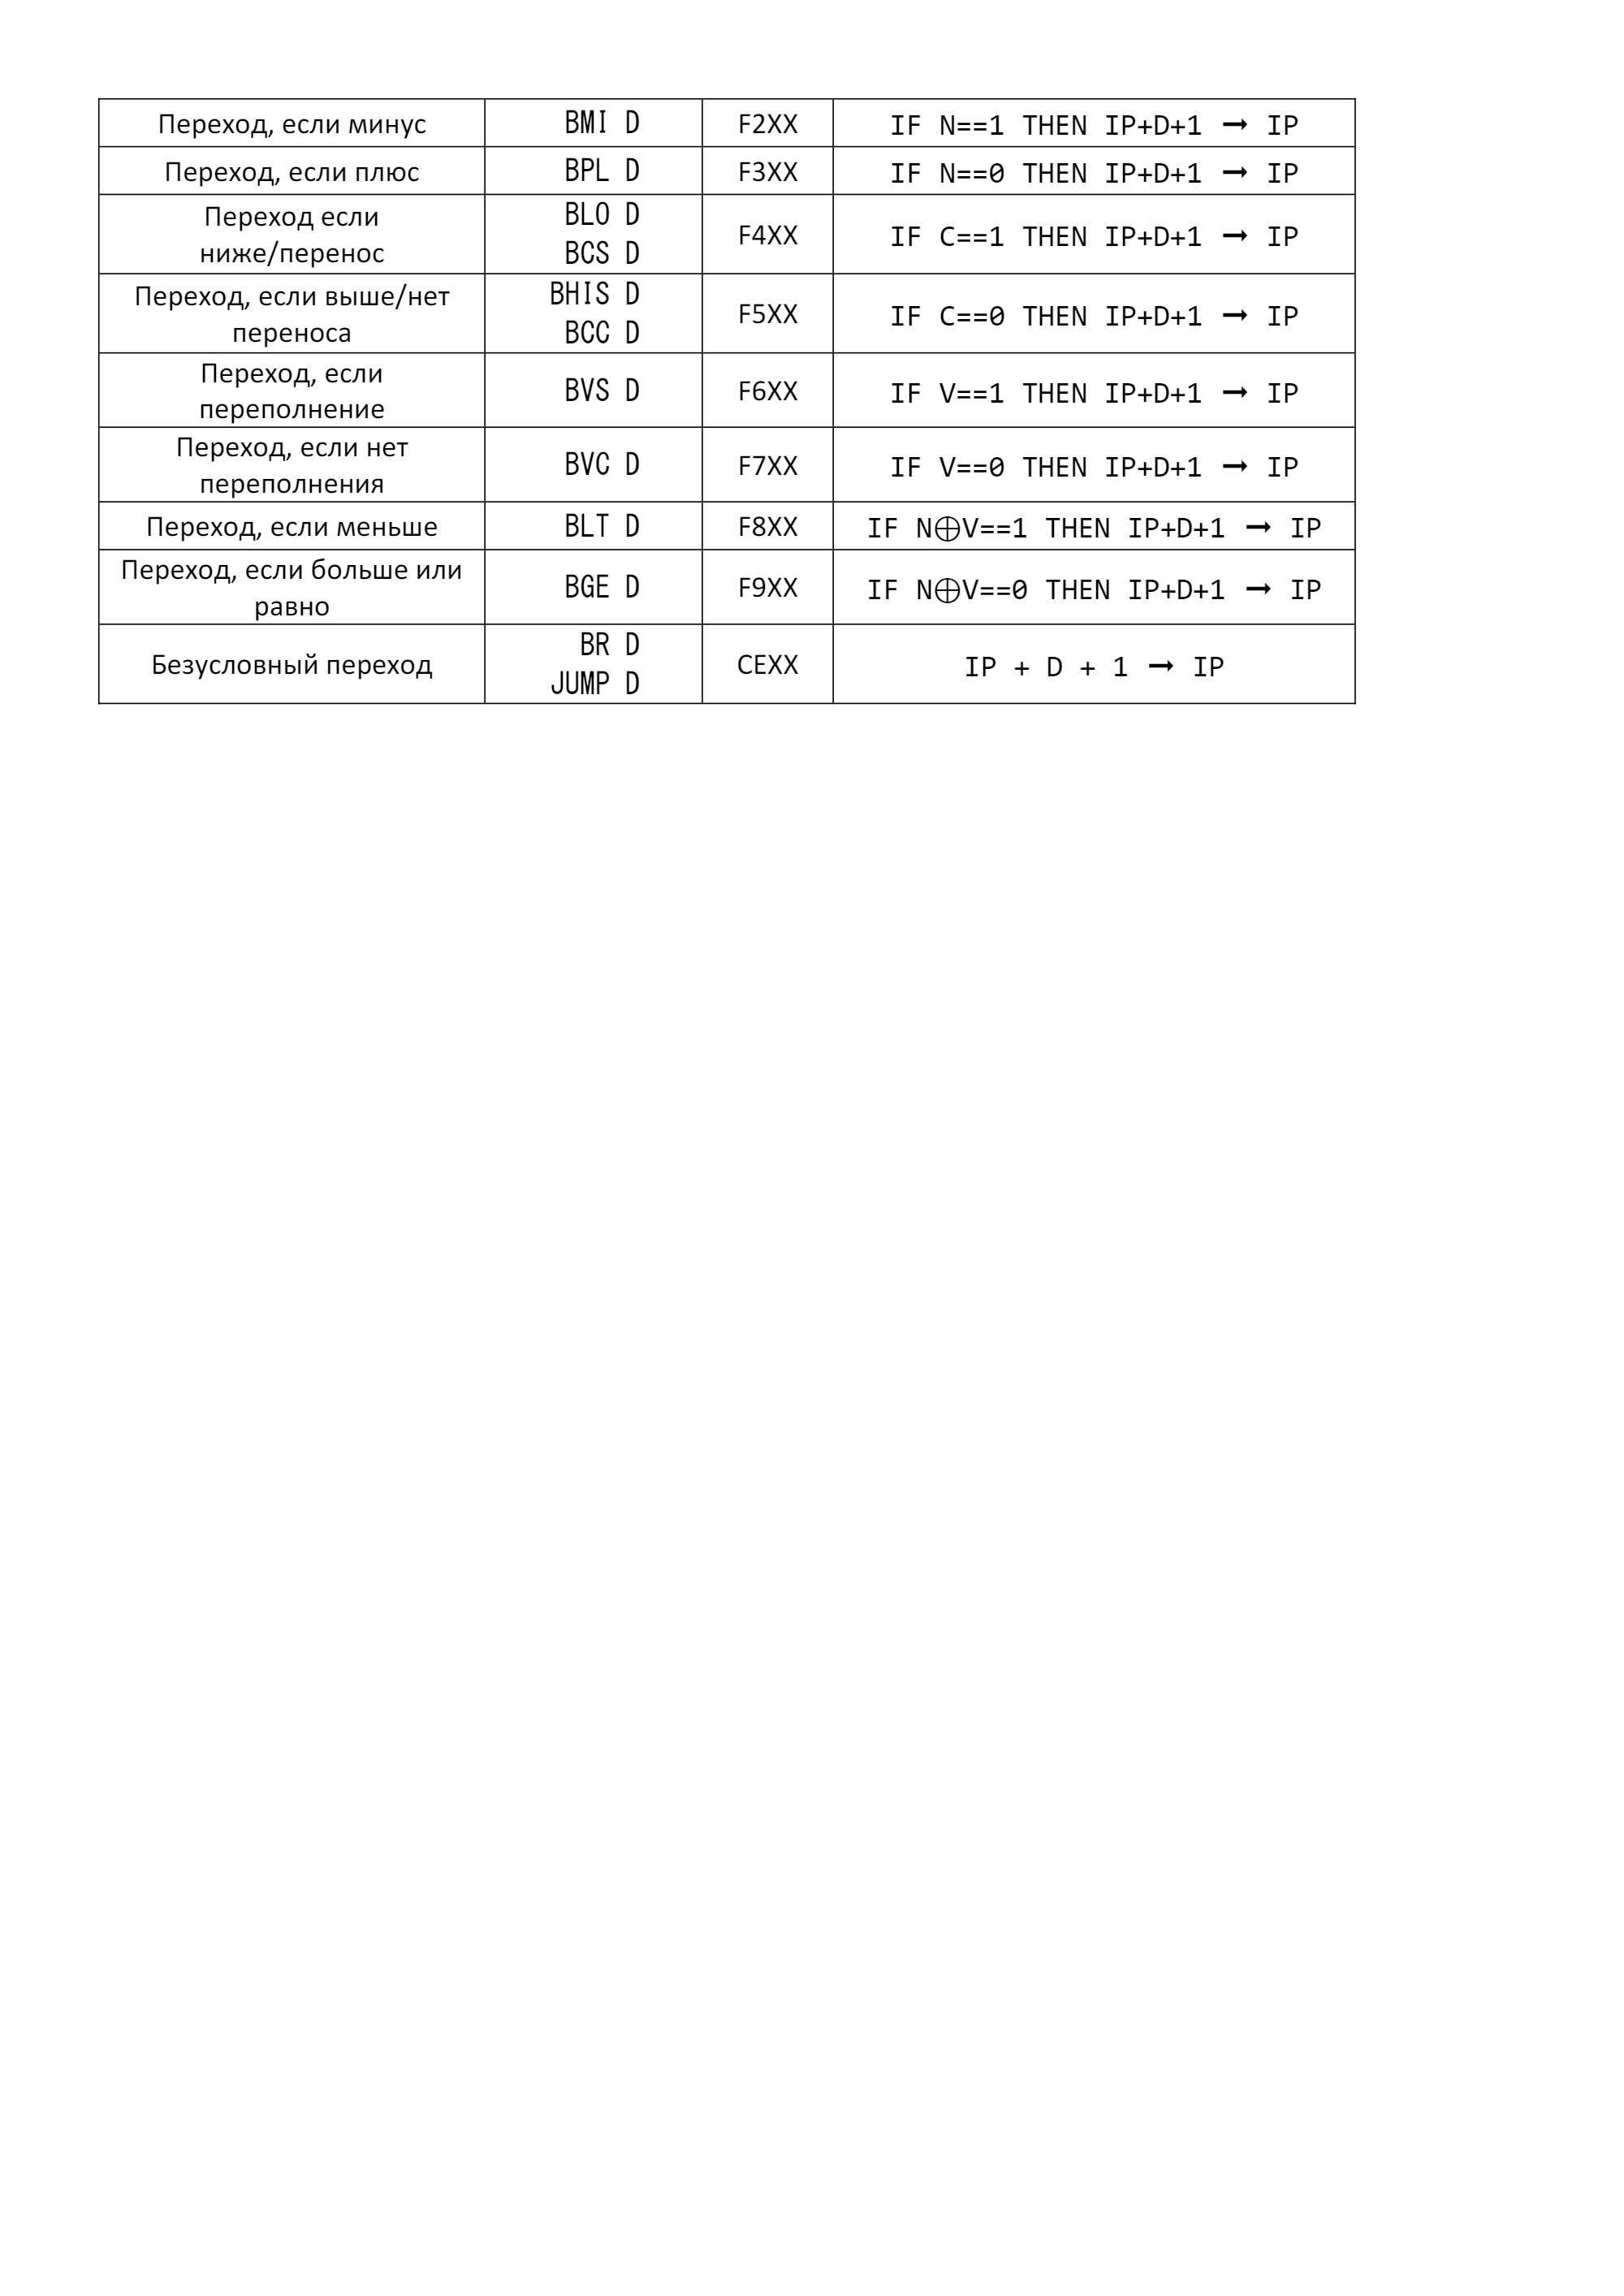 Переход, если минус BMI D F2XX IF N==1 THEN IP+D+1 → IP
Переход, если плюс BPL D F3XX IF N==0 THEN IP+D+1 → IP
Переход если
ниже/перенос
BLO D
BCS D
F4XX
IF C==1 THEN IP+D+1 → IP
Переход, если выше/нет
переноса
BHIS D
BCC D
F5XX
IF C==0 THEN IP+D+1 → IP
Переход, если
переполнение
BVS D
F6XX
IF V==1 THEN IP+D+1 → IP
Переход, если нет
переполнения
BVC D
F7XX
IF V==0 THEN IP+D+1 → IP
Переход, если меньше BLT D F8XX IF N⊕V==1 THEN IP+D+1 → IP
Переход, если больше или
равно
BGE D
F9XX
IF N⊕V==0 THEN IP+D+1 → IP
Безусловный переход
BR D
JUMP D
CEXX
IP + D + 1 → IP